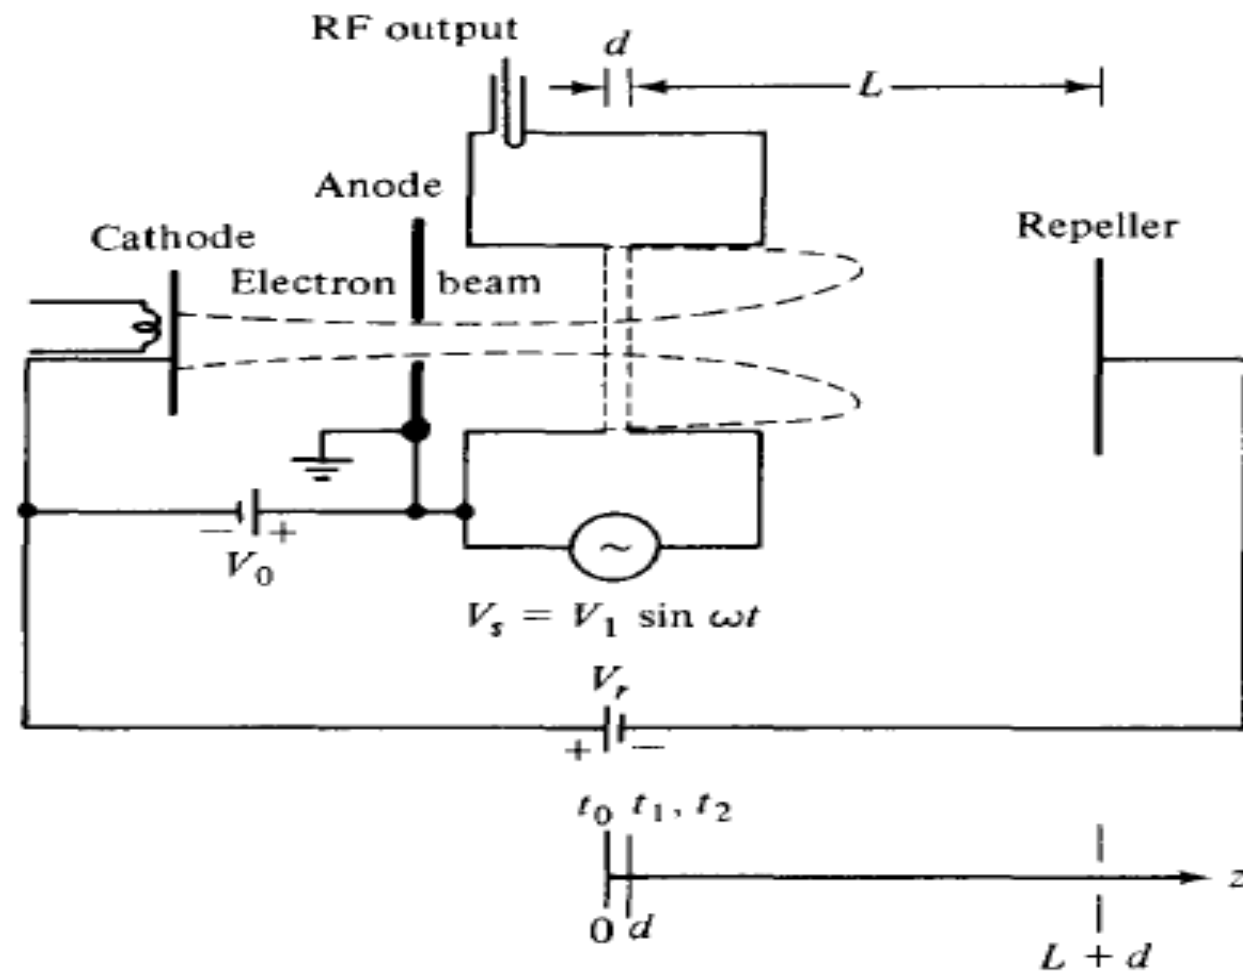 RF output
d
L
Anode
Cathode
Repeller
Electron beam
− +
V₀
~
Vₛ = V₁ sin ωt
Vᵣ
+ −
t₀ t₁, t₂
z
0 d
L + d